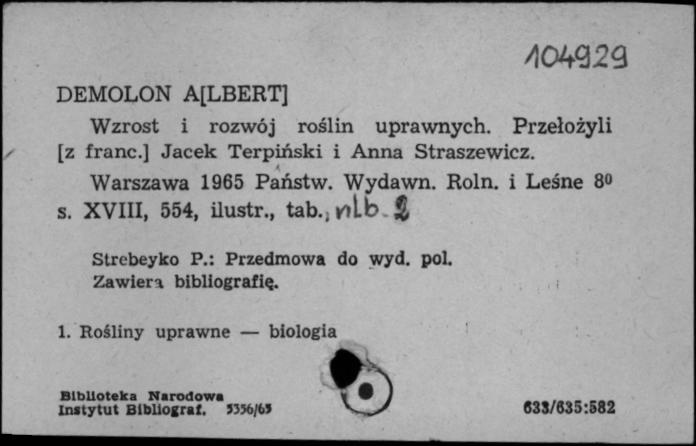 104929
DEMOLON A[LBERT]
Wzrost i rozwój roślin uprawnych. Przełożyli
[z franc.] Jacek Terpiński i Anna Straszewicz.
Warszawa 1965 Państw. Wydawn. Roln. i Leśne 8⁰
s. XVIII, 554, ilustr., tab., nlb. 2
Strebeyko P.: Przedmowa do wyd. pol.
Zawiera bibliografię.
1. Rośliny uprawne — biologia
Biblioteka Narodowa
Instytut Bibliograf. 5356/65
633/635:582